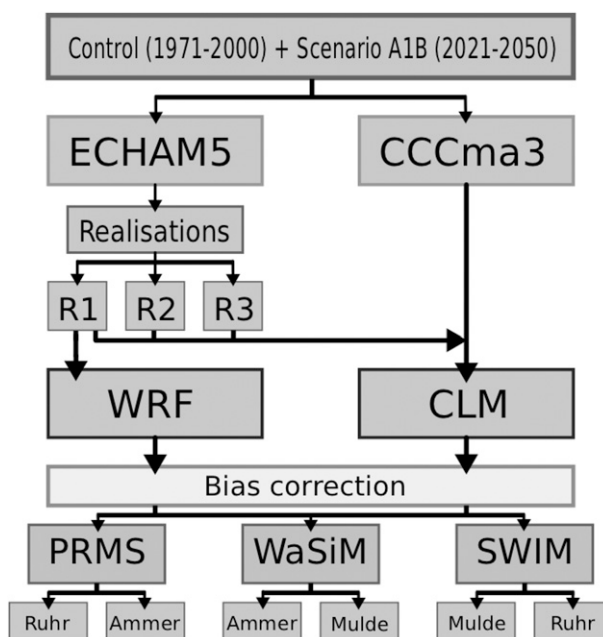 Control (1971-2000) + Scenario A1B (2021-2050)
ECHAM5
CCCma3
Realisations
R1
R2
R3
WRF
CLM
Bias correction
PRMS
WaSiM
SWIM
Ruhr
Ammer
Ammer
Mulde
Mulde
Ruhr